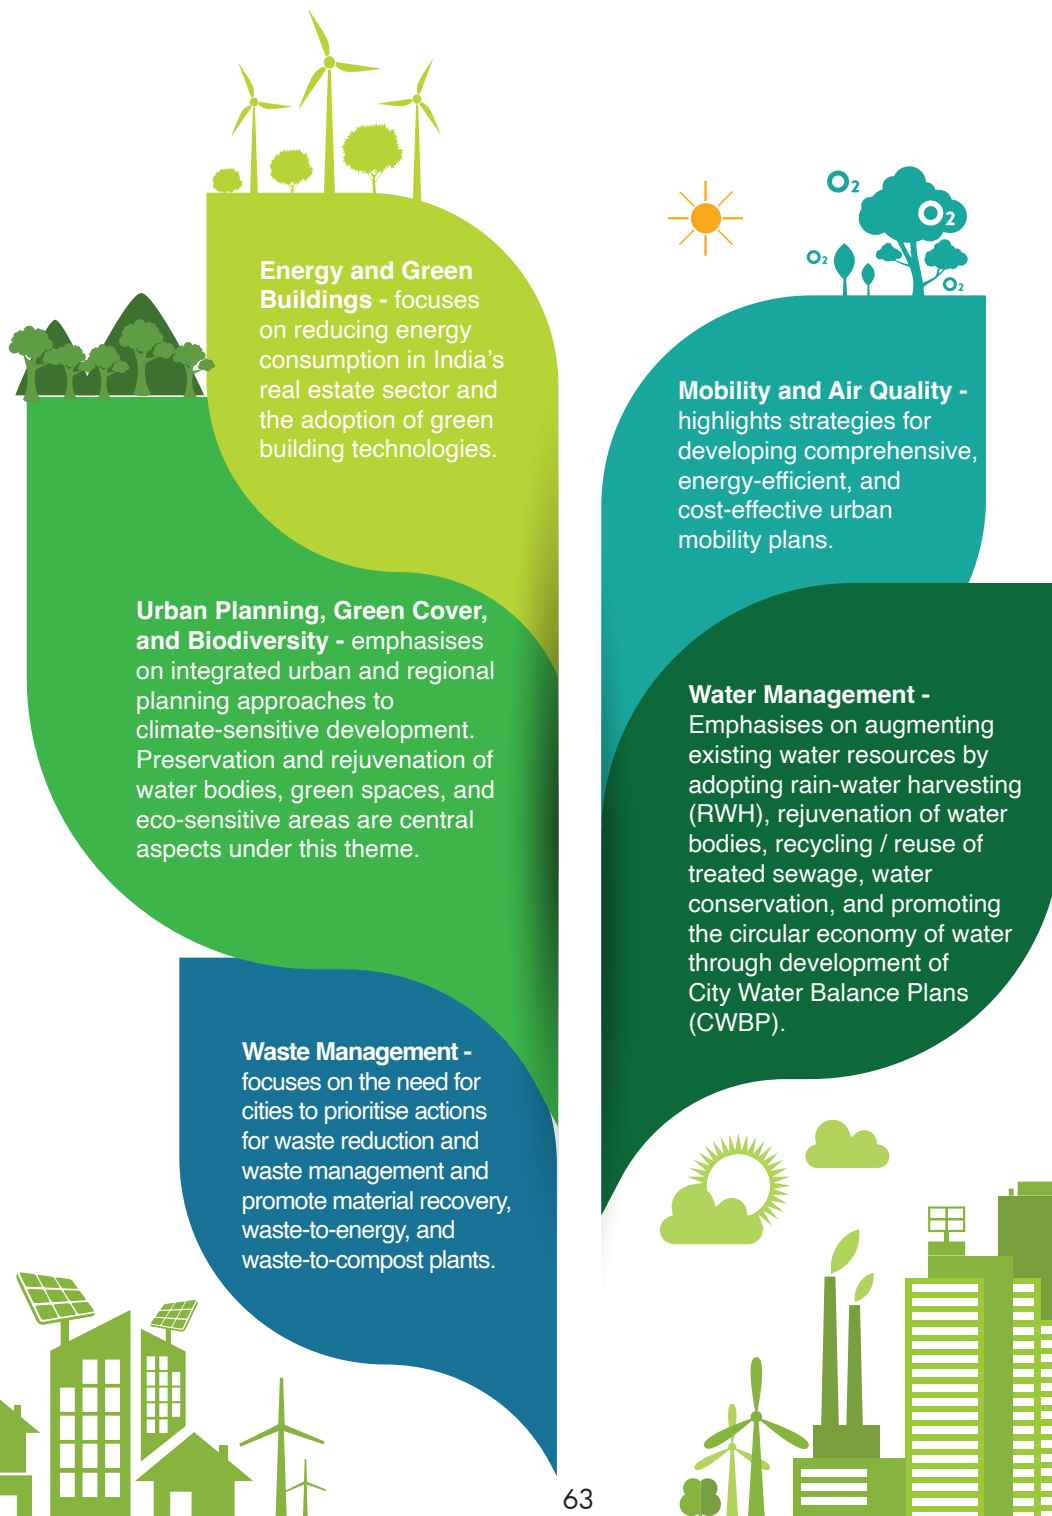 Energy and Green
Buildings - focuses
on reducing energy
consumption in India’s
real estate sector and
the adoption of green
building technologies.
Urban Planning, Green Cover,
and Biodiversity - emphasises
on integrated urban and regional
planning approaches to
climate-sensitive development.
Preservation and rejuvenation of
water bodies, green spaces, and
eco-sensitive areas are central
aspects under this theme.
Waste Management -
focuses on the need for
cities to prioritise actions
for waste reduction and
waste management and
promote material recovery,
waste-to-energy, and
waste-to-compost plants.
O2
O2
O2
O2
Mobility and Air Quality -
highlights strategies for
developing comprehensive,
energy-efficient, and
cost-effective urban
mobility plans.
Water Management -
Emphasises on augmenting
existing water resources by
adopting rain-water harvesting
(RWH), rejuvenation of water
bodies, recycling / reuse of
treated sewage, water
conservation, and promoting
the circular economy of water
through development of
City Water Balance Plans
(CWBP).
63